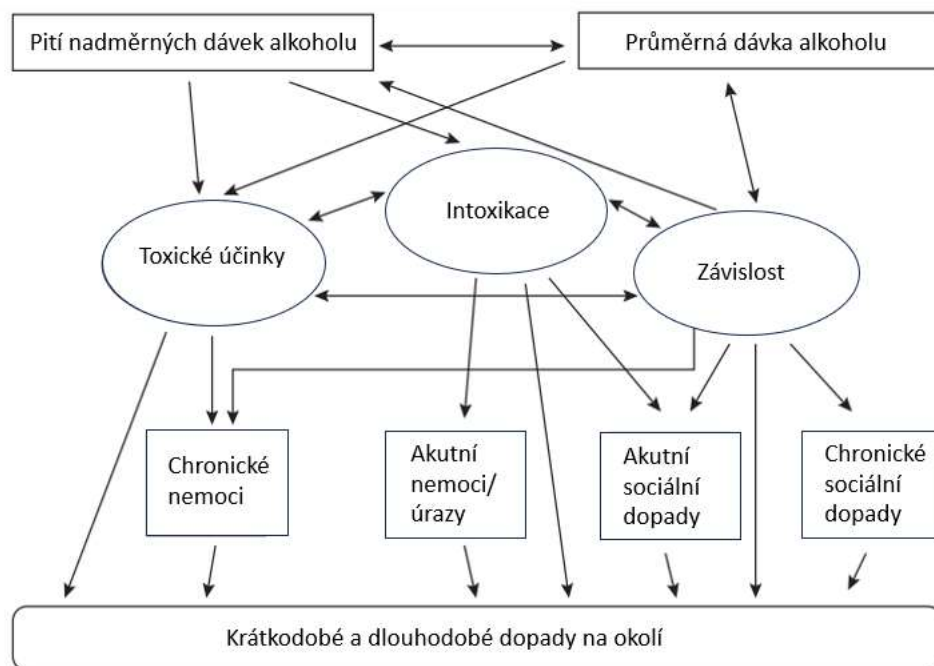 Pití nadměrných dávek alkoholu
Průměrná dávka alkoholu
Intoxikace
Toxické účinky
Závislost
Chronické
nemoci
Akutní
nemoci/
úrazy
Akutní
sociální
dopady
Chronické
sociální
dopady
Krátkodobé a dlouhodobé dopady na okolí